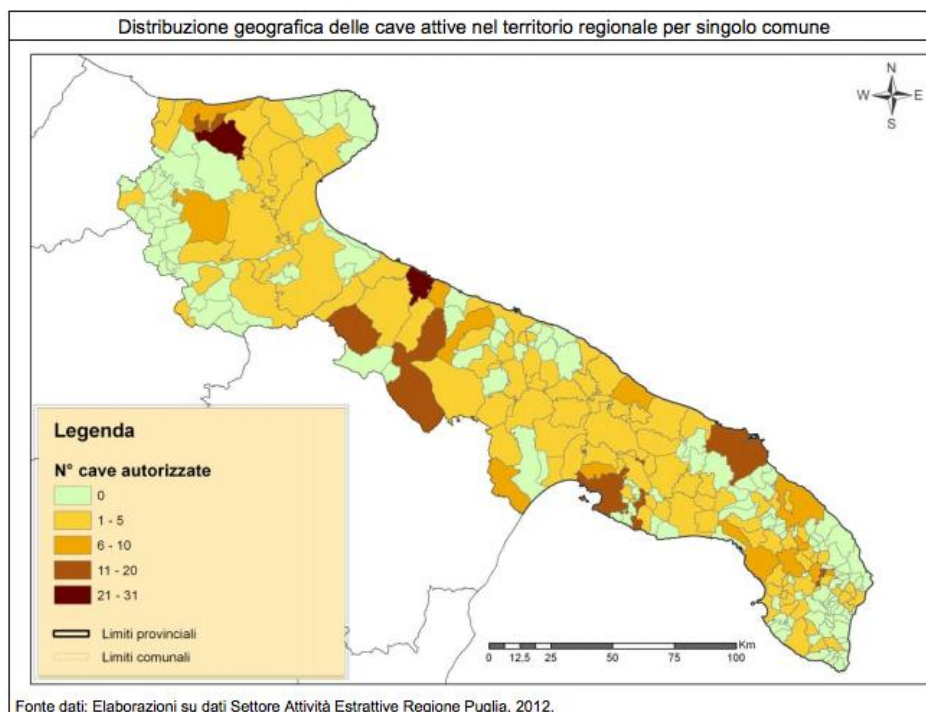 Distribuzione geografica delle cave attive nel territorio regionale per singolo comune
N
W E
S
Legenda
N° cave autorizzate
0
1 - 5
6 - 10
11 - 20
21 - 31
Limiti provinciali
Limiti comunali
Km
0 12.5 25 50 75 100
Fonte dati: Elaborazioni su dati Settore Attività Estrattive Regione Puglia, 2012.